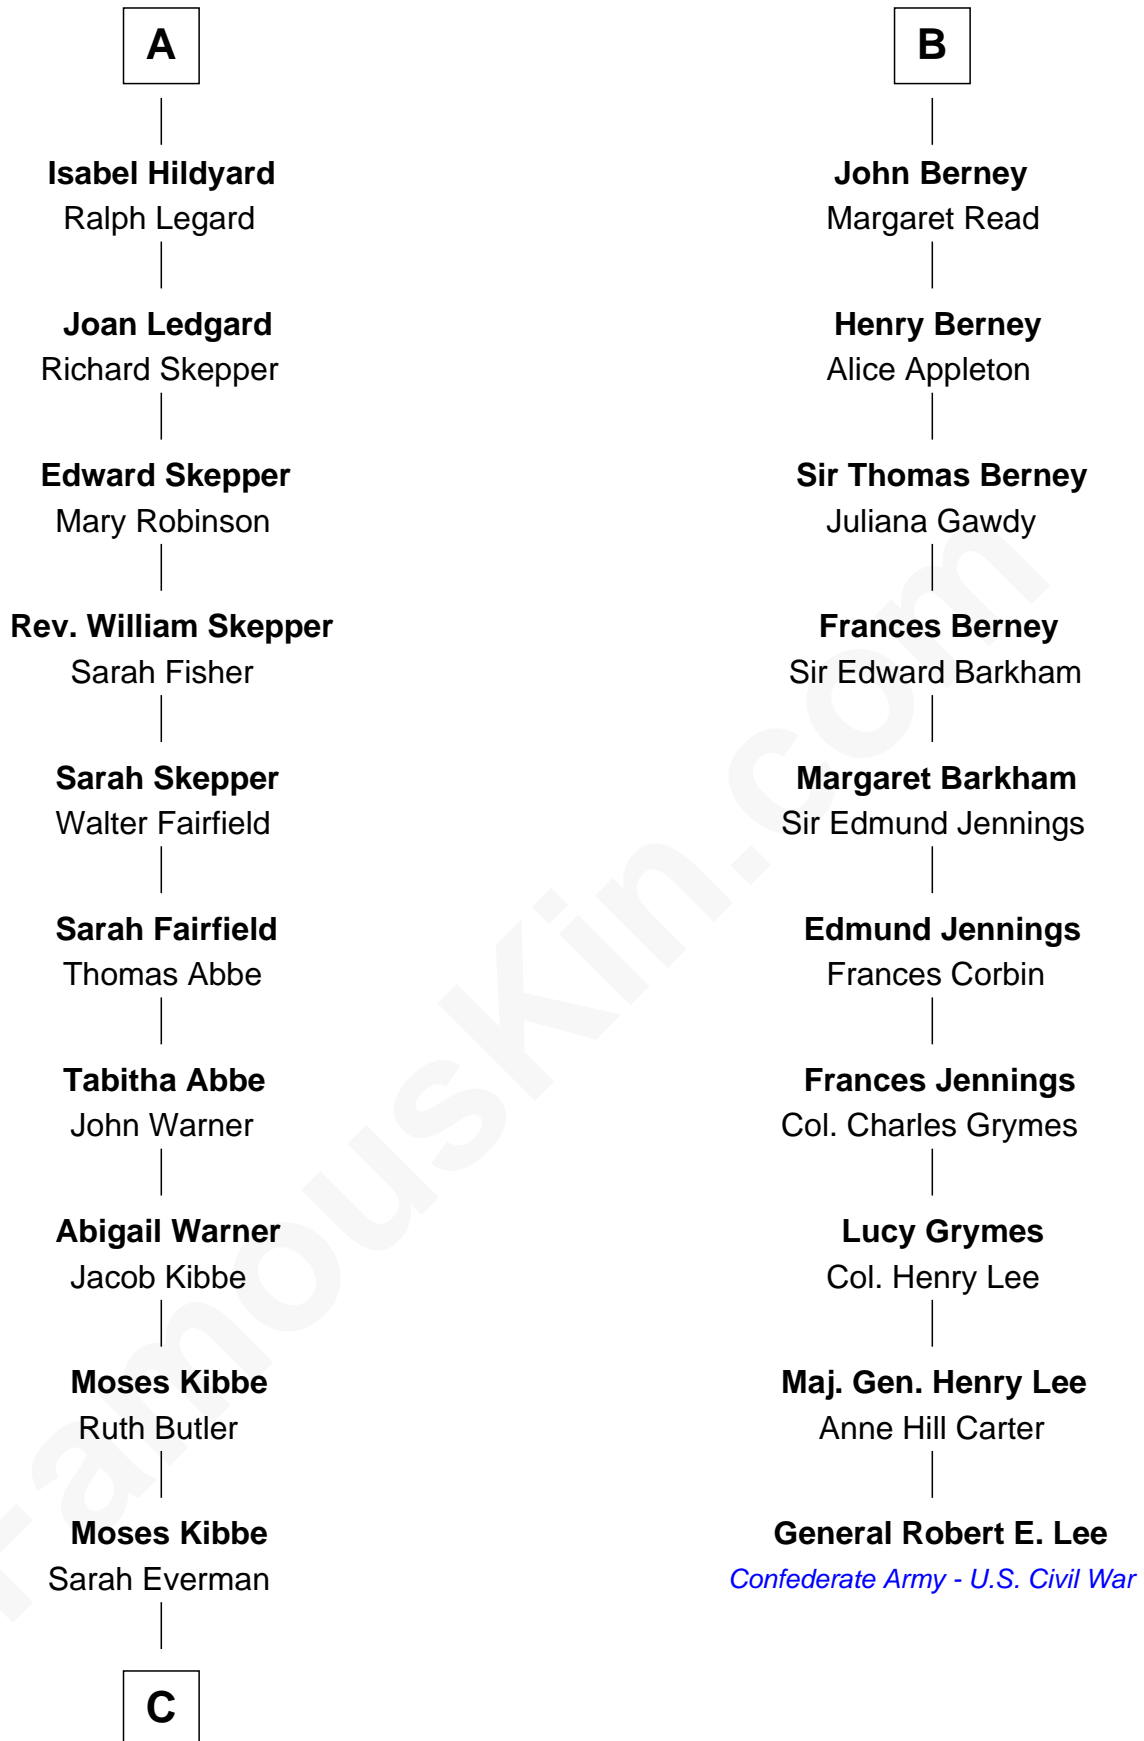 A
Isabel Hildyard
Ralph Legard
Joan Ledgard
Richard Skepper
Edward Skepper
Mary Robinson
Rev. William Skepper
Sarah Fisher
Sarah Skepper
Walter Fairfield
Sarah Fairfield
Thomas Abbe
Tabitha Abbe
John Warner
Abigail Warner
Jacob Kibbe
Moses Kibbe
Ruth Butler
Moses Kibbe
Sarah Everman
C
B
John Berney
Margaret Read
Henry Berney
Alice Appleton
Sir Thomas Berney
Juliana Gawdy
Frances Berney
Sir Edward Barkham
Margaret Barkham
Sir Edmund Jennings
Edmund Jennings
Frances Corbin
Frances Jennings
Col. Charles Grymes
Lucy Grymes
Col. Henry Lee
Maj. Gen. Henry Lee
Anne Hill Carter
General Robert E. Lee
Confederate Army - U.S. Civil War
FamousKin.com